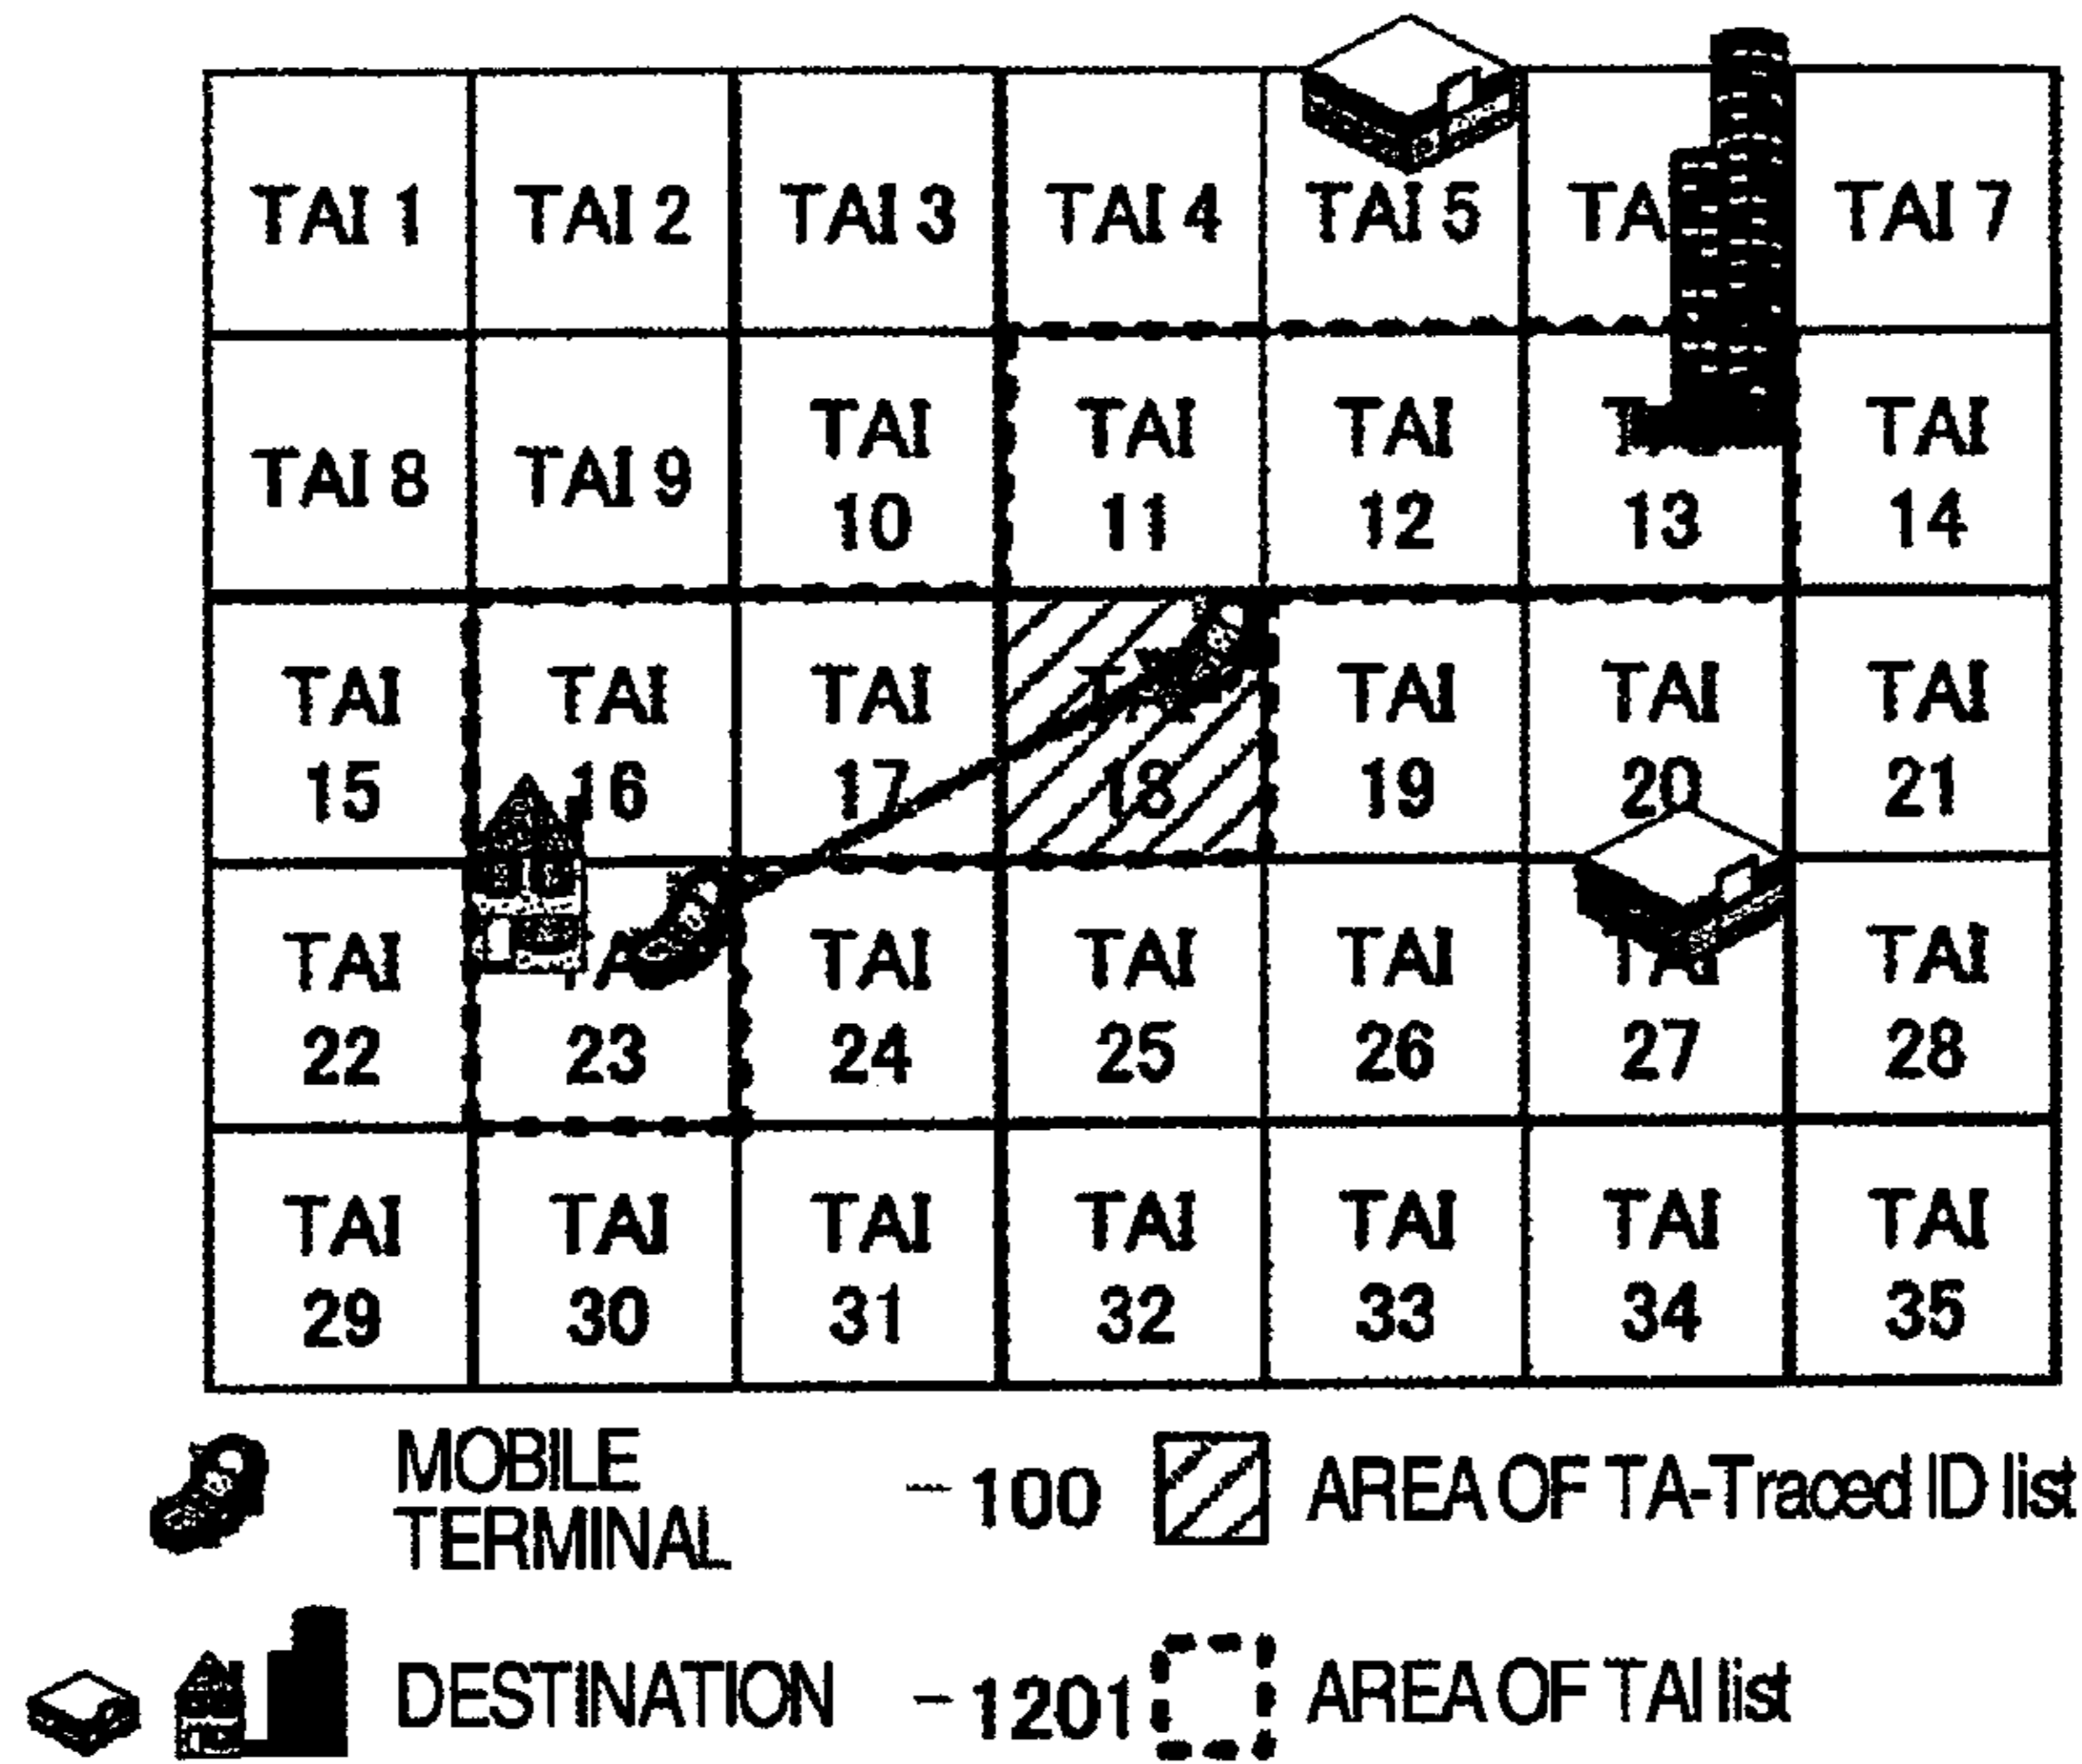 TAI 1 TAI 2 TAI 3 TAI 4 TAI 5 TA TAI 7
TAI 8 TAI 9 TAI 10 TAI 11 TAI 12 T 13 TAI 14
TAI 15 TAI 16 TAI 17 TAI 18 TAI 19 TAI 20 TAI 21
TAI 22 TAI 23 TAI 24 TAI 25 TAI 26 TAI 27 TAI 28
TAI 29 TAI 30 TAI 31 TAI 32 TAI 33 TAI 34 TAI 35
MOBILE
TERMINAL
100
AREA OF TA-Traced ID list
DESTINATION
1201
AREA OF TAI list